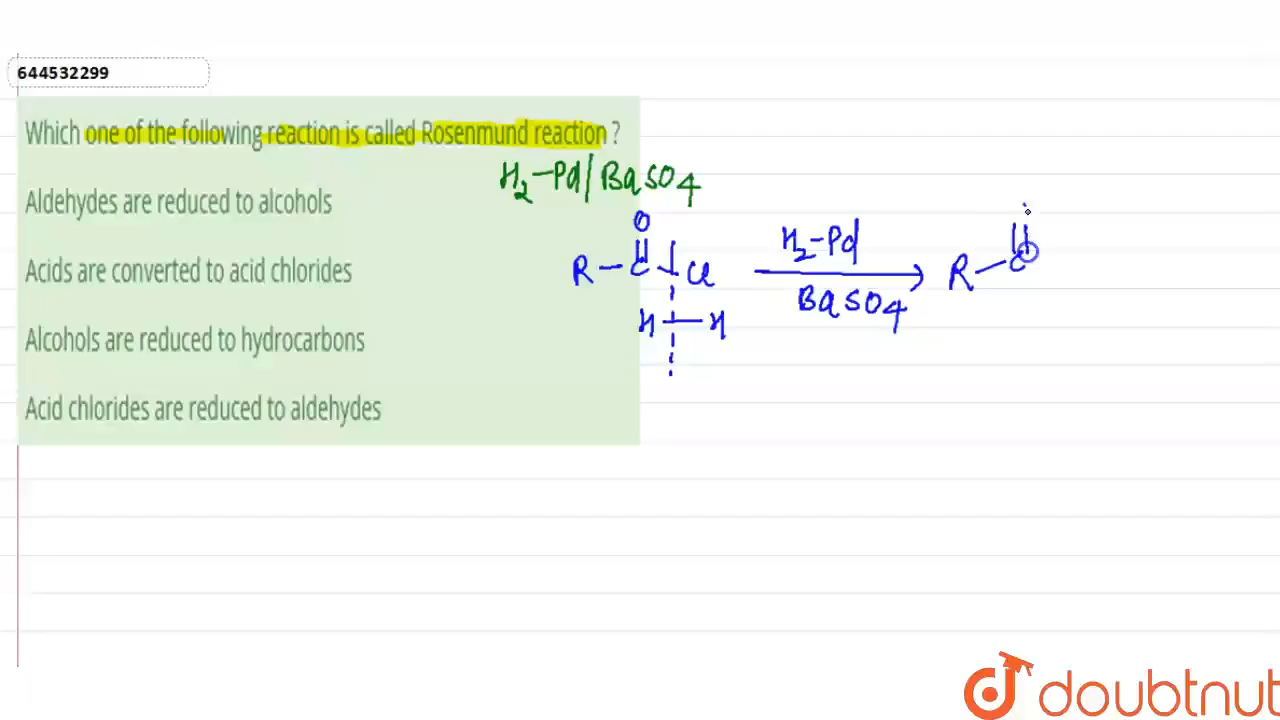 644532299
Which one of the following reaction is called Rosenmund reaction ?
H2-Pd/BaSO4
Aldehydes are reduced to alcohols
O
R-C-Cl
H2-Pd
BaSO4
R-C
H-H
Acids are converted to acid chlorides
Alcohols are reduced to hydrocarbons
Acid chlorides are reduced to aldehydes
doubtnut